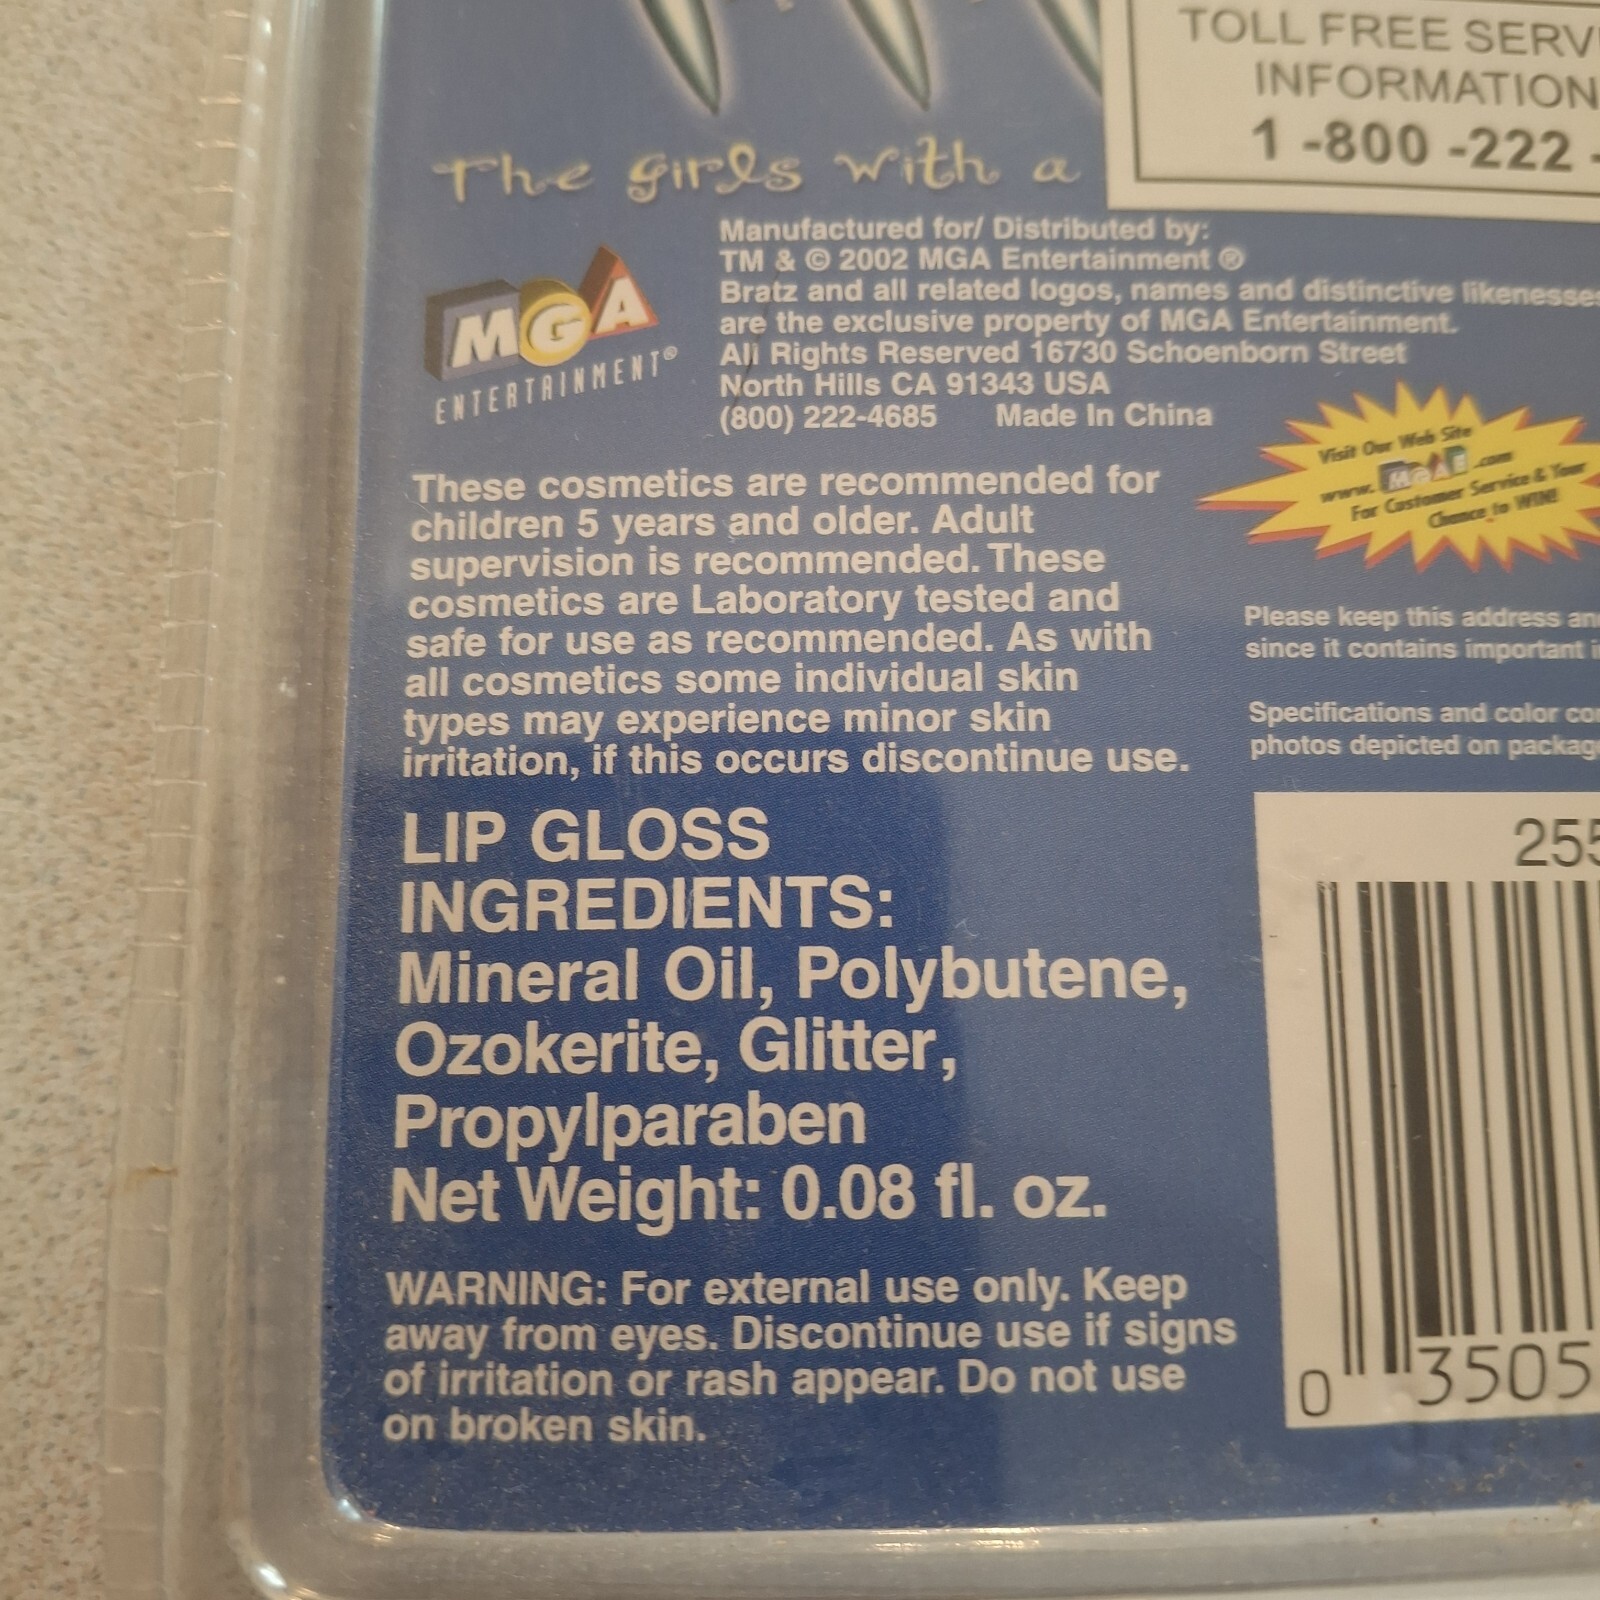 TOLL FREE
INFORMATION
1 -800 -222 -
The girls with a
MGA
ENTERTAINMENT®
Manufactured for/ Distributed by:
TM & © 2002 MGA Entertainment ®
Bratz and all related logos, names and distinctive likenesses
are the exclusive property of MGA Entertainment.
All Rights Reserved 16730 Schoenborn Street
North Hills CA 91343 USA
(800) 222-4685 Made In China
Visit Our Web Site
www.MGAE.com
For Customer Service & Your
Chance to WIN!
These cosmetics are recommended for
children 5 years and older. Adult
supervision is recommended. These
cosmetics are Laboratory tested and
safe for use as recommended. As with
all cosmetics some individual skin
types may experience minor skin
irritation, if this occurs discontinue use.
Please keep this address
since it contains important
Specifications and color
photos depicted on
LIP GLOSS
INGREDIENTS:
Mineral Oil, Polybutene,
Ozokerite, Glitter,
Propylparaben
Net Weight: 0.08 fl. oz.
WARNING: For external use only. Keep
away from eyes. Discontinue use if signs
of irritation or rash appear. Do not use
on broken skin.
255
0 35051